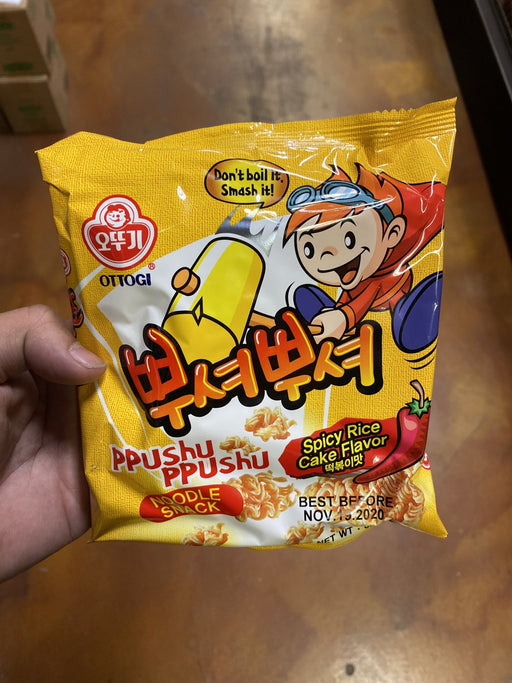 Don't boil it,
Smash it!
오뚜기
OTTOGI
®
뿌셔뿌셔
PPUSHU
PPUSHU
Spicy Rice
Cake Flavor
떡볶이맛
NOODLE
SNACK
BEST BEFORE
NOV.19.2020
NET WT